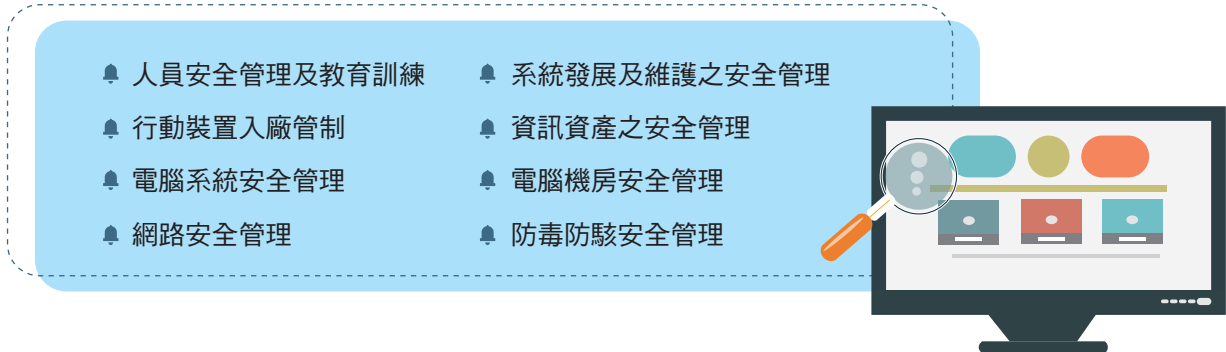 人員安全管理及教育訓練
行動裝置入廠管制
電腦系統安全管理
網路安全管理
系統發展及維護之安全管理
資訊資產之安全管理
電腦機房安全管理
防毒防駭安全管理